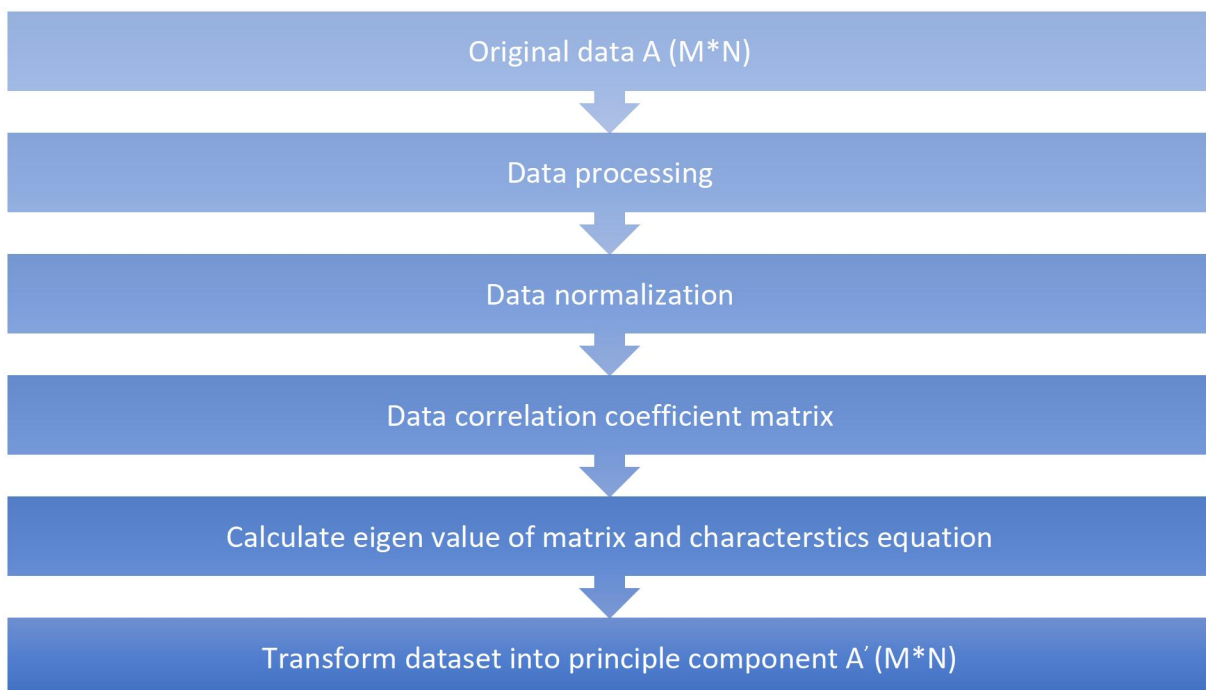 Original data A (M*N)
Data processing
Data normalization
Data correlation coefficient matrix
Calculate eigen value of matrix and characterstics equation
Transform dataset into principle component A′ (M*N)